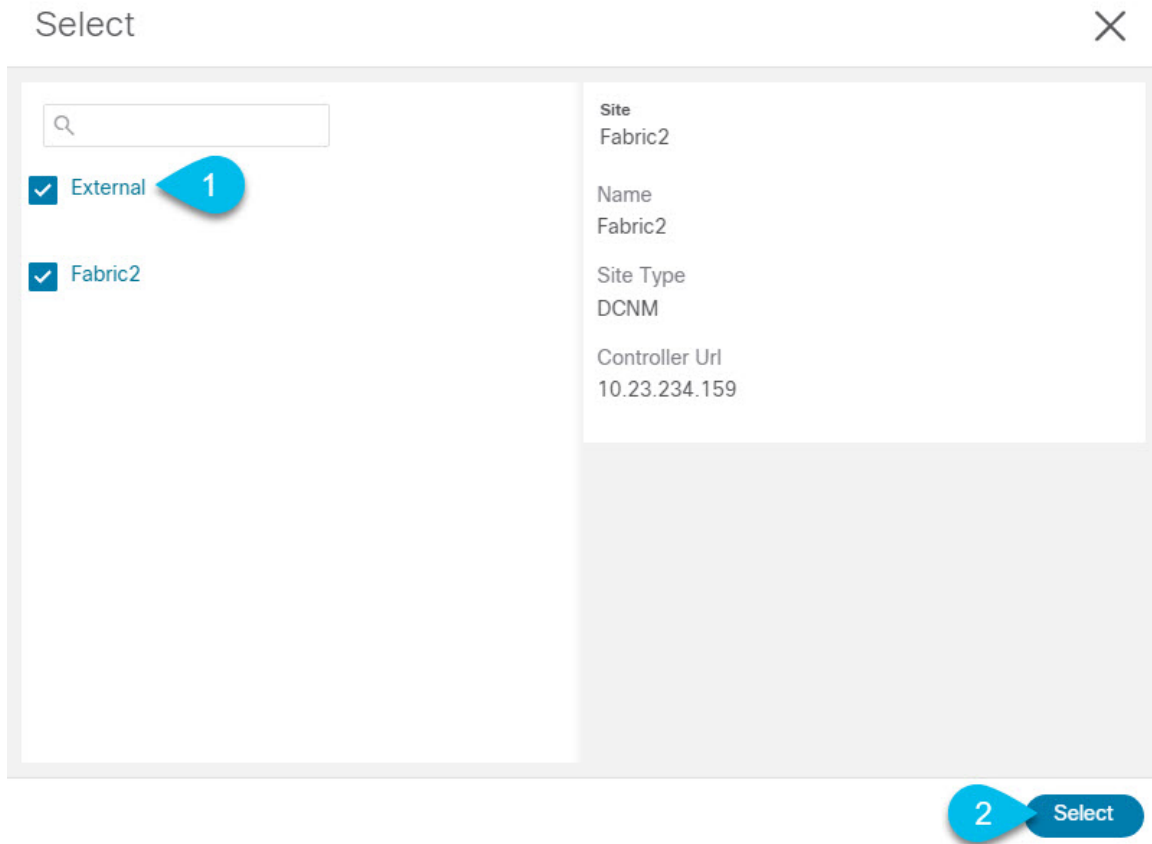 Select
External
1
Fabric2
Site
Fabric2
Name
Fabric2
Site Type
DCNM
Controller Url
10.23.234.159
2
Select